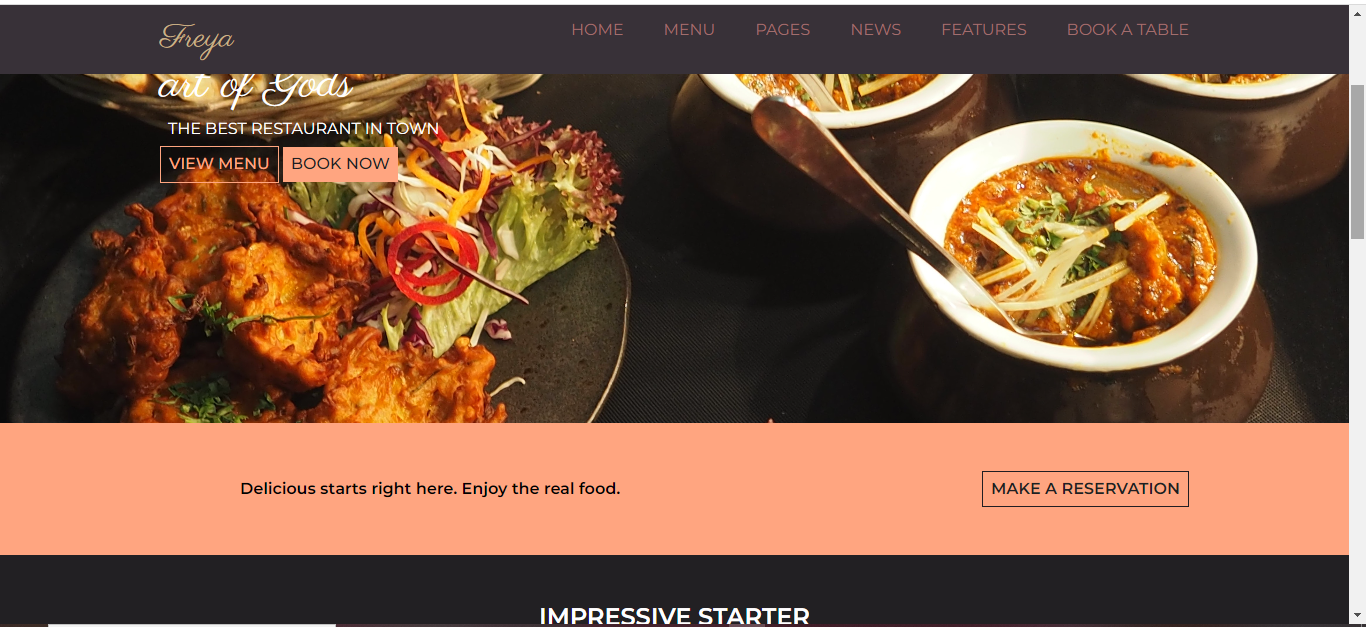 Freya
HOME MENU PAGES NEWS FEATURES BOOK A TABLE
art of Gods
THE BEST RESTAURANT IN TOWN
VIEW MENU BOOK NOW
Delicious starts right here. Enjoy the real food.
MAKE A RESERVATION
IMPRESSIVE STARTER